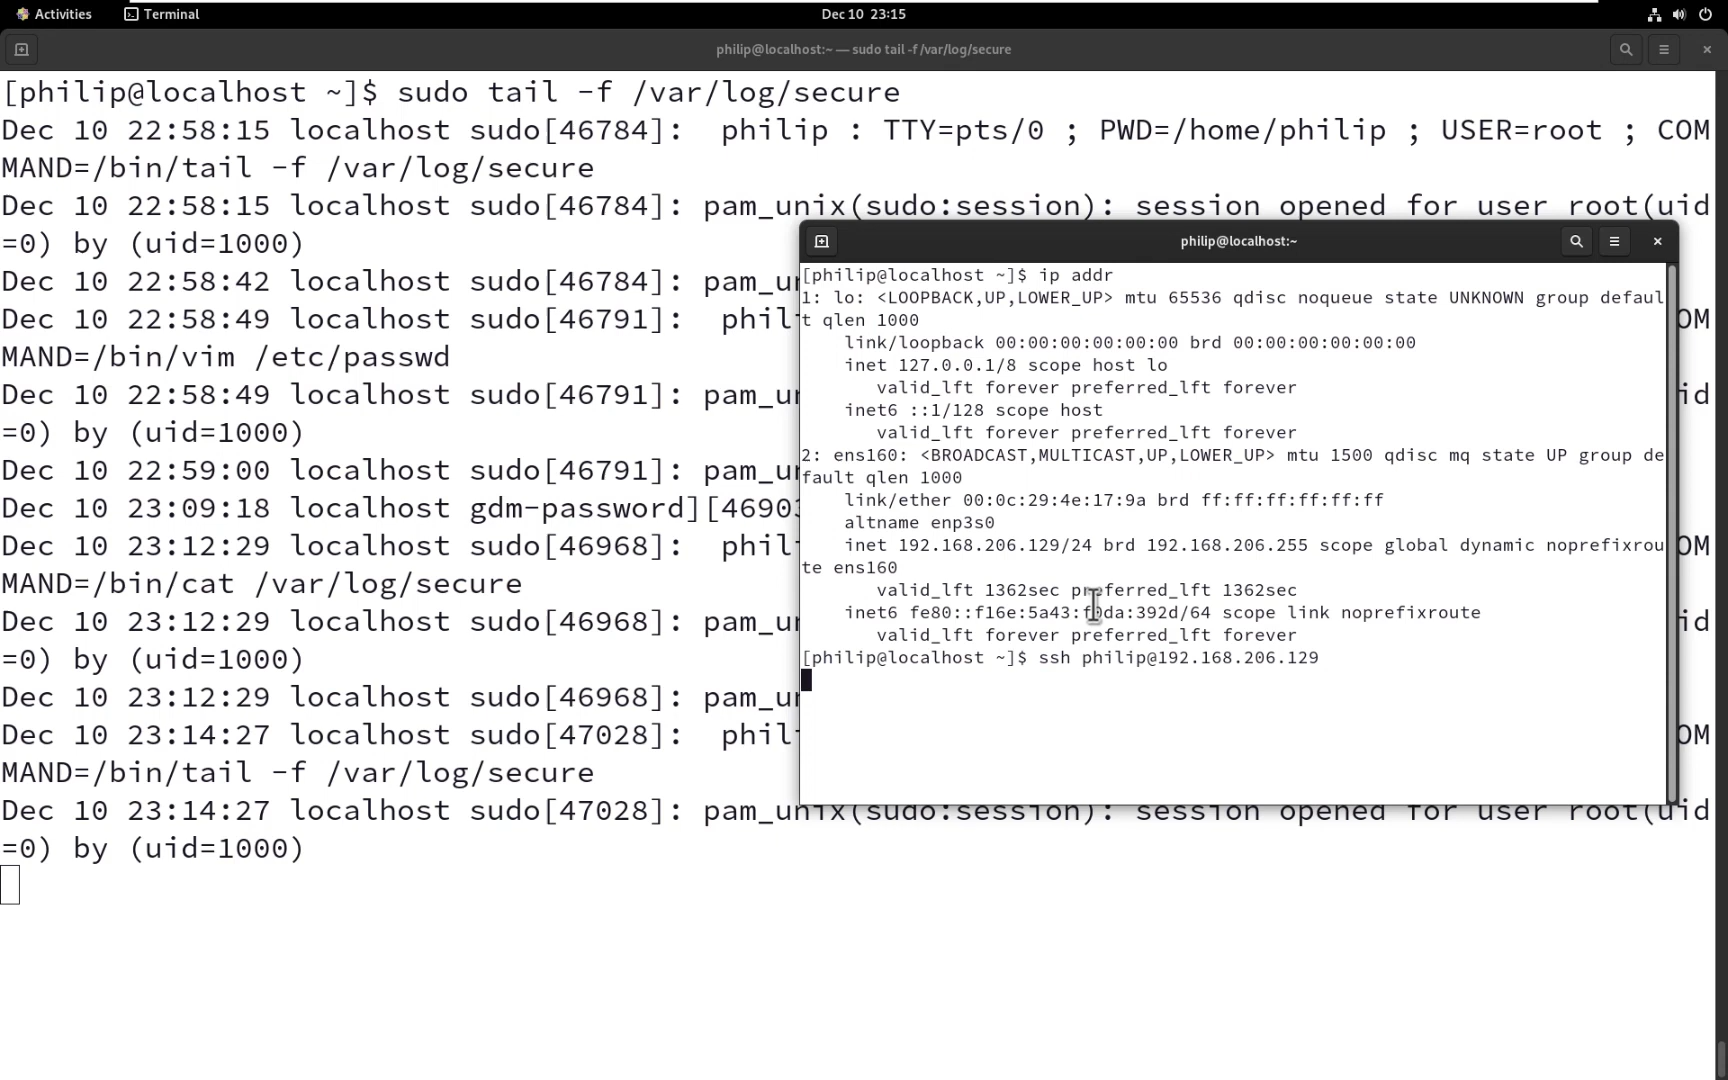 Activities
Terminal
Dec 10 23:15
philip@localhost:~ — sudo tail -f /var/log/secure
[philip@localhost ~]$ sudo tail -f /var/log/secure
Dec 10 22:58:15 localhost sudo[46784]:  philip : TTY=pts/0 ; PWD=/home/philip ; USER=root ; COM
MAND=/bin/tail -f /var/log/secure
Dec 10 22:58:15 localhost sudo[46784]: pam_unix(sudo:session): session opened for user root(uid
=0) by (uid=1000)
Dec 10 22:58:42 localhost sudo[46784]: pam_u
Dec 10 22:58:49 localhost sudo[46791]:  phil OM
MAND=/bin/vim /etc/passwd
Dec 10 22:58:49 localhost sudo[46791]: pam_u id
=0) by (uid=1000)
Dec 10 22:59:00 localhost sudo[46791]: pam_u
Dec 10 23:09:18 localhost gdm-password][4690
Dec 10 23:12:29 localhost sudo[46968]:  phil OM
MAND=/bin/cat /var/log/secure
Dec 10 23:12:29 localhost sudo[46968]: pam_u id
=0) by (uid=1000)
Dec 10 23:12:29 localhost sudo[46968]: pam_u
Dec 10 23:14:27 localhost sudo[47028]:  phil OM
MAND=/bin/tail -f /var/log/secure
Dec 10 23:14:27 localhost sudo[47028]: pam_unix(sudo:session): session opened for user root(uid
=0) by (uid=1000)
philip@localhost:~
[philip@localhost ~]$ ip addr
1: lo: <LOOPBACK,UP,LOWER_UP> mtu 65536 qdisc noqueue state UNKNOWN group defaul
t qlen 1000
    link/loopback 00:00:00:00:00:00 brd 00:00:00:00:00:00
    inet 127.0.0.1/8 scope host lo
       valid_lft forever preferred_lft forever
    inet6 ::1/128 scope host
       valid_lft forever preferred_lft forever
2: ens160: <BROADCAST,MULTICAST,UP,LOWER_UP> mtu 1500 qdisc mq state UP group de
fault qlen 1000
    link/ether 00:0c:29:4e:17:9a brd ff:ff:ff:ff:ff:ff
    altname enp3s0
    inet 192.168.206.129/24 brd 192.168.206.255 scope global dynamic noprefixrou
te ens160
       valid_lft 1362sec preferred_lft 1362sec
    inet6 scope link noprefixroute
       valid_lft forever preferred_lft forever
[philip@localhost ~]$ ssh philip@192.168.206.129